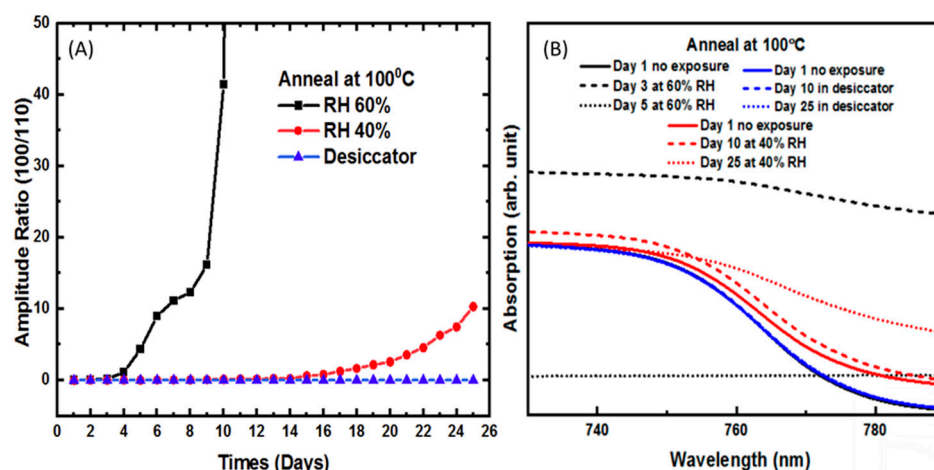 (A)
Anneal at 100⁰C
RH 60%
RH 40%
Desiccator
Amplitude Ratio (100/110)
50
40
30
20
10
0
0 2 4 6 8 10 12 14 16 18 20 22 24 26
Times (Days)
(B)
Anneal at 100°C
Day 1 no exposure
Day 3 at 60% RH
Day 5 at 60% RH
Day 1 no exposure
Day 10 in desiccator
Day 25 in desiccator
Day 1 no exposure
Day 10 at 40% RH
Day 25 at 40% RH
Absorption (arb. unit)
740 760 780
Wavelength (nm)